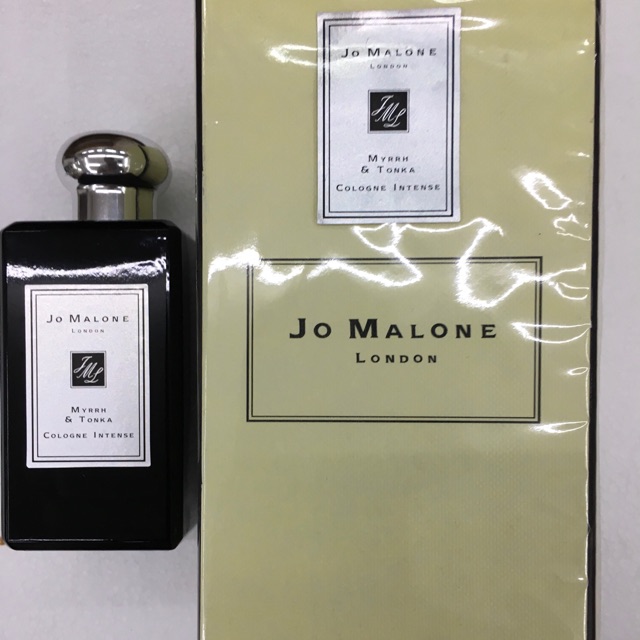 Jo Malone
London
JML
Myrrh
& Tonka
Cologne Intense
Jo Malone
London
JML
Myrrh
& Tonka
Cologne Intense
Jo Malone
London